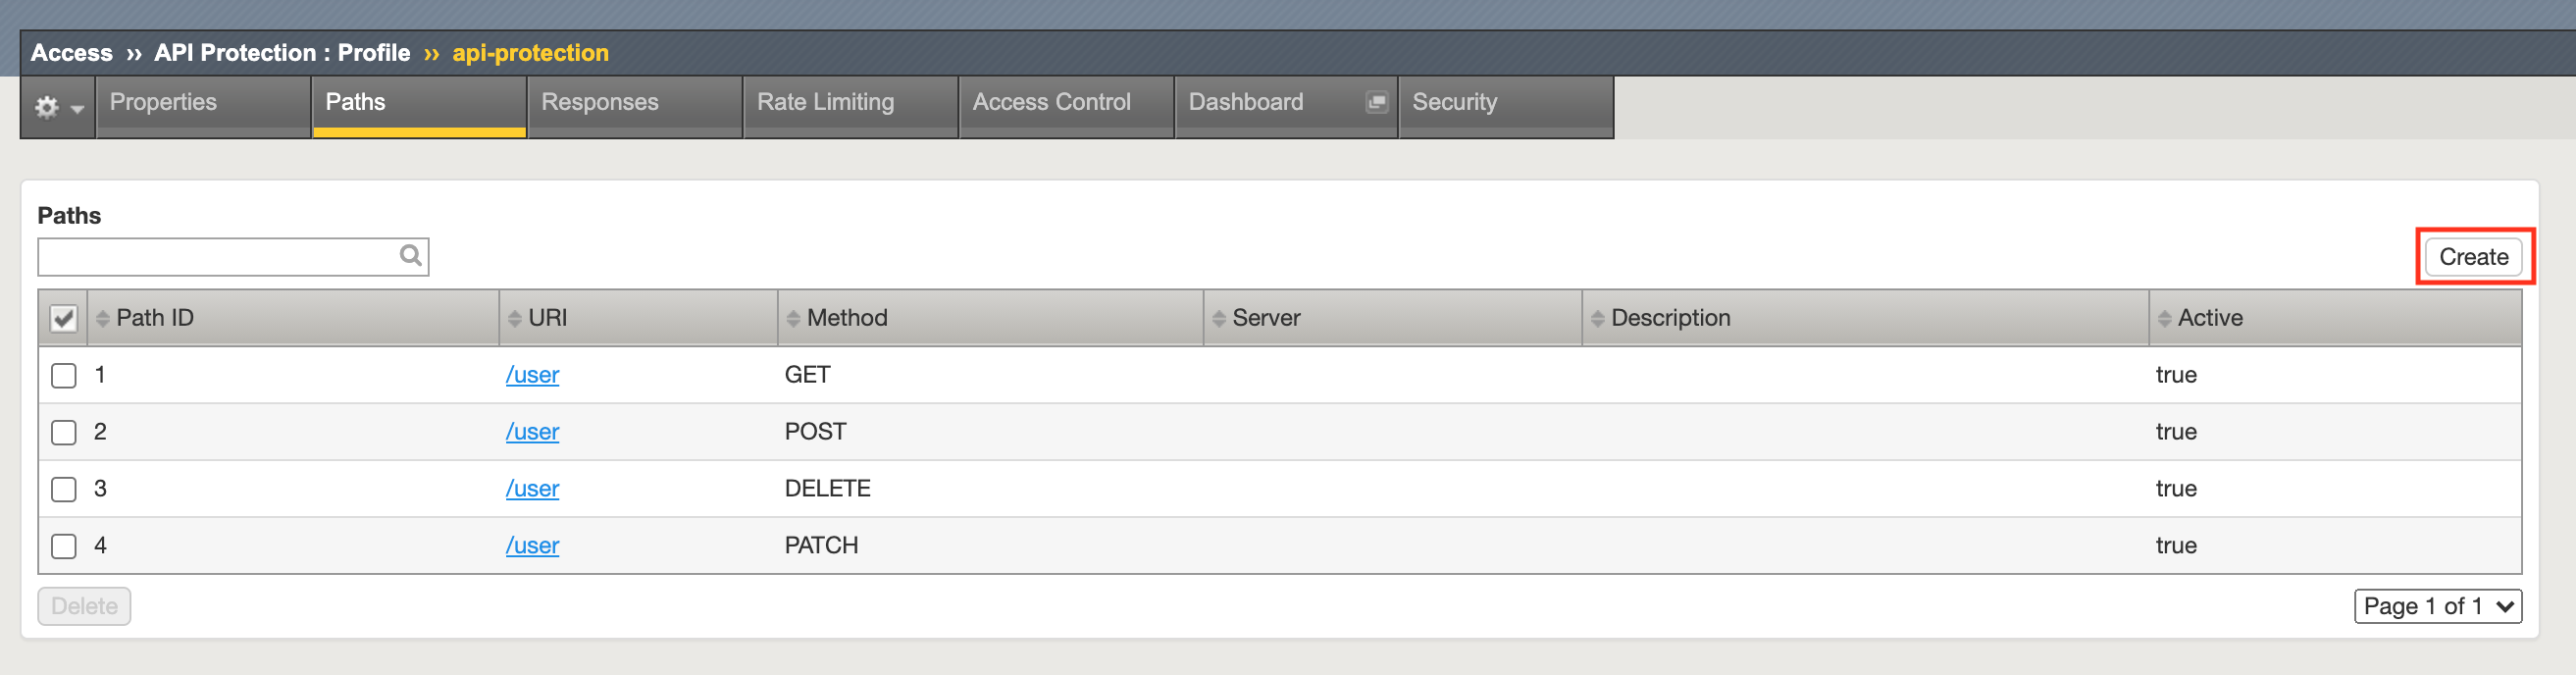 Access ›› API Protection : Profile ›› api-protection
Properties Paths Responses Rate Limiting Access Control Dashboard Security
Paths
Create
Path ID URI Method Server Description Active
1 /user GET true
2 /user POST true
3 /user DELETE true
4 /user PATCH true
Delete Page 1 of 1